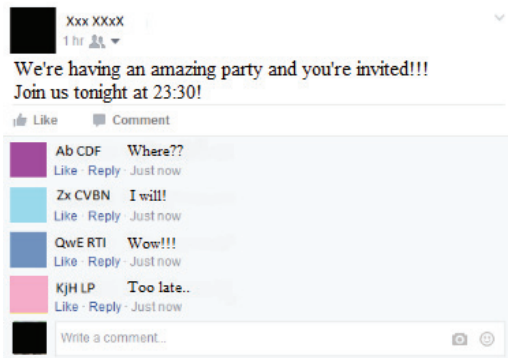 Xxx XXxX
1 hr
We're having an amazing party and you're invited!!!
Join us tonight at 23:30!
Like Comment
Ab CDF Where??
Like · Reply · Just now
Zx CVBN I will!
Like · Reply · Just now
QwE RTI Wow!!!
Like · Reply · Just now
KjH LP Too late..
Like · Reply · Just now
Write a comment...